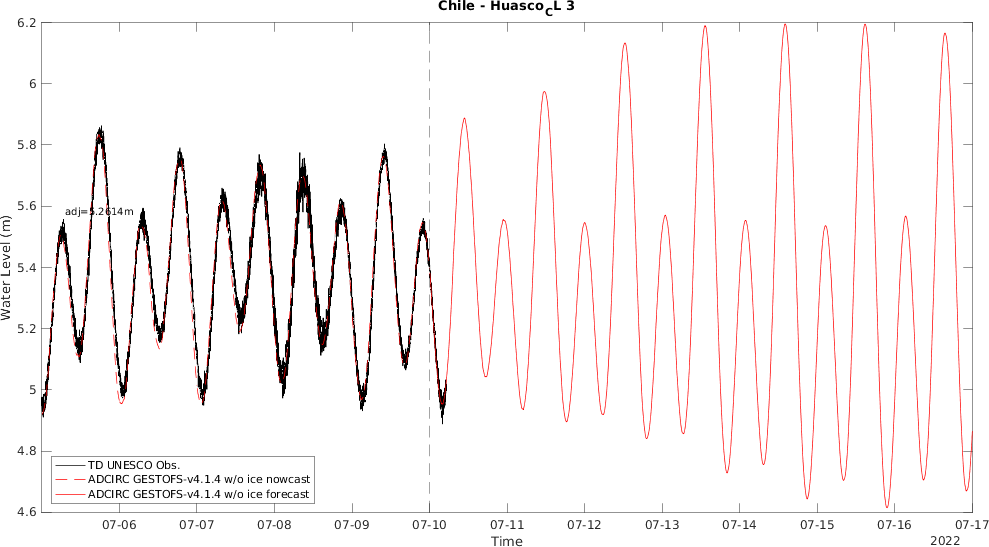 Chile - Huasco_CL 3
6.2
6
5.8
5.6
5.4
5.2
5
4.8
4.6
Water Level (m)
adj=5.2614m
TD UNESCO Obs.
ADCIRC GESTOFS-v4.1.4 w/o ice nowcast
ADCIRC GESTOFS-v4.1.4 w/o ice forecast
07-06 07-07 07-08 07-09 07-10 07-11 07-12 07-13 07-14 07-15 07-16 07-17
Time
2022